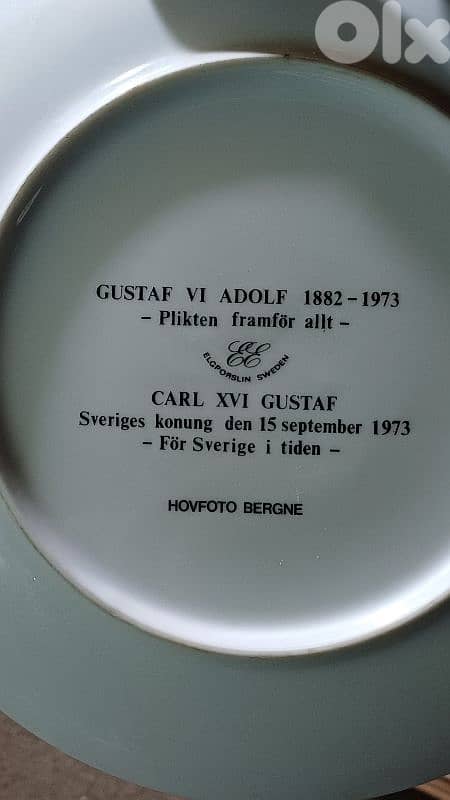 Olx
GUSTAF VI ADOLF 1882-1973
- Plikten framför allt -
EE
ELGPORSLIN SWEDEN
CARL XVI GUSTAF
Sveriges konung den 15 september 1973
- För Sverige i tiden -
HOVFOTO BERGNE